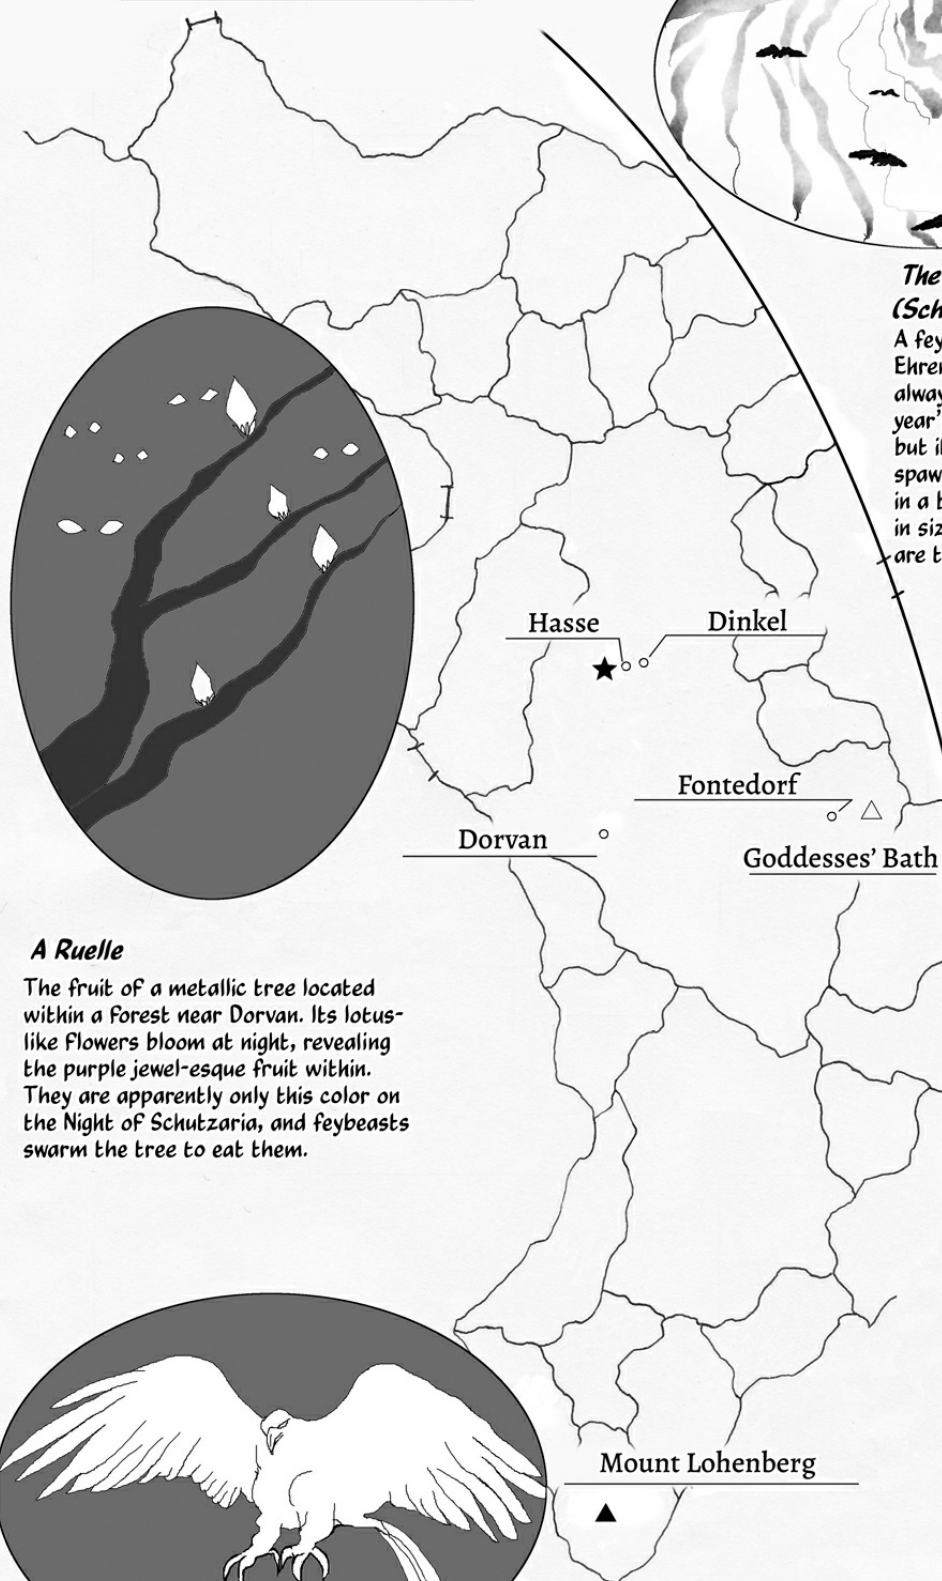 The
(Sch
A fey
Ehrer
alway
year'
but i
spaw
in a
in siz
are t
Hasse
Dinkel
Fontedorf
Dorvan
Goddesses' Bath
A Ruelle
The fruit of a metallic tree located
within a forest near Dorvan. Its lotus-
like flowers bloom at night, revealing
the purple jewel-esque fruit within.
They are apparently only this color on
the Night of Schutzaria, and feybeasts
swarm the tree to eat them.
Mount Lohenberg